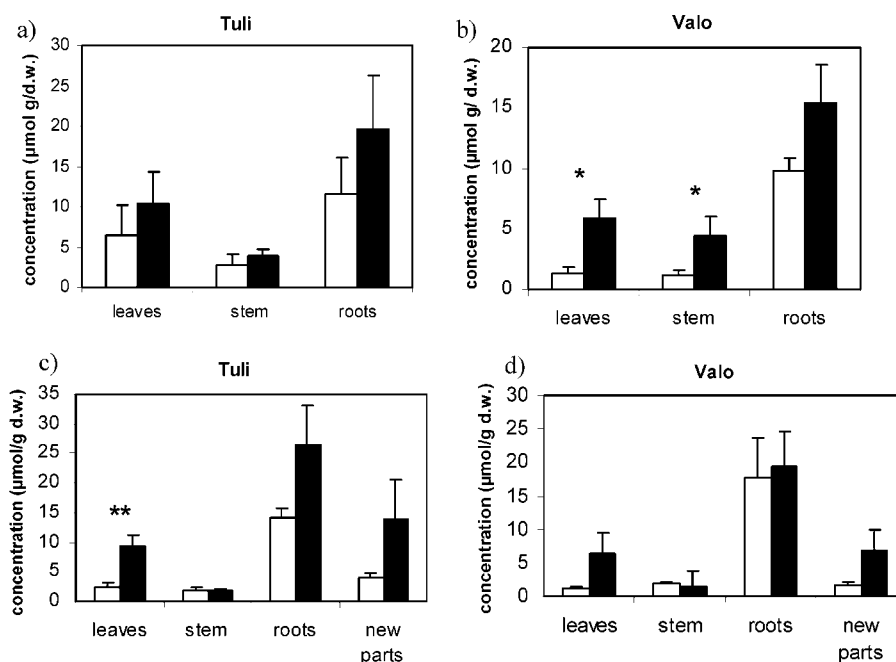 a)
Tuli
concentration (µmol g/d.w.)
30
25
20
15
10
5
0
leaves stem roots
b)
Valo
concentration (µmol g/ d.w.)
20
15
10
5
0
*
*
leaves stem roots
c)
Tuli
concentration (µmol/g d.w.)
35
30
25
20
15
10
5
0
**
leaves stem roots new
parts
d)
Valo
concentration (µmol/g d.w.)
30
25
20
15
10
5
0
leaves stem roots new
parts